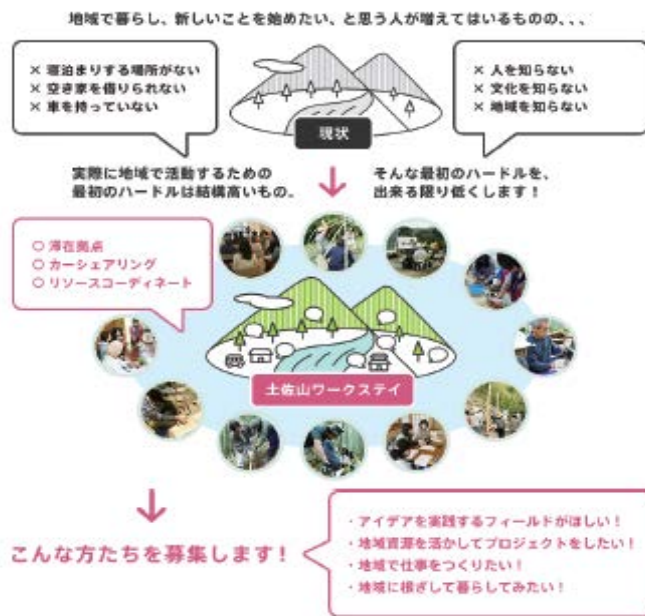 地域で暮らし、新しいことを始めたい、と思う人が増えてはいるものの、、、
× 寝泊まりする場所がない
× 空き家を借りられない
× 車を持っていない
× 人を知らない
× 文化を知らない
× 地域を知らない
現状
実際に地域で活動するための
最初のハードルは結構高いもの。
そんな最初のハードルを、
出来る限り低くします！
○ 滞在拠点
○ カーシェアリング
○ リソースコーディネート
土佐山ワークステイ
こんな方たちを募集します！
・アイデアを実践するフィールドがほしい！
・地域資源を活かしてプロジェクトをしたい！
・地域で仕事をつくりたい！
・地域に根ざして暮らしてみたい！